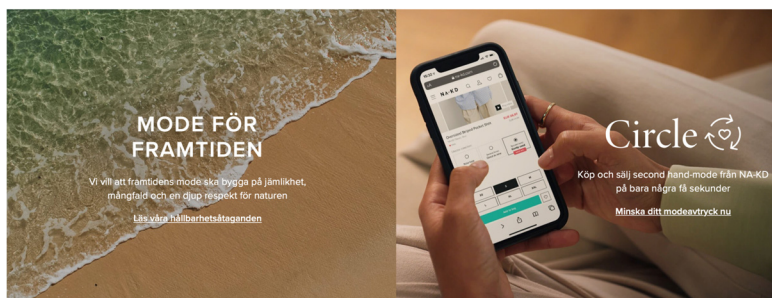 MODE FÖR
FRAMTIDEN
Vi vill att framtidens mode ska bygga på jämlikhet,
mångfald och en djup respekt för naturen
Läs våra hållbarhetsåtaganden
NA-KD
Circle
Köp och sälj second hand-mode från NA-KD
på bara några få sekunder
Minska ditt modeavtryck nu